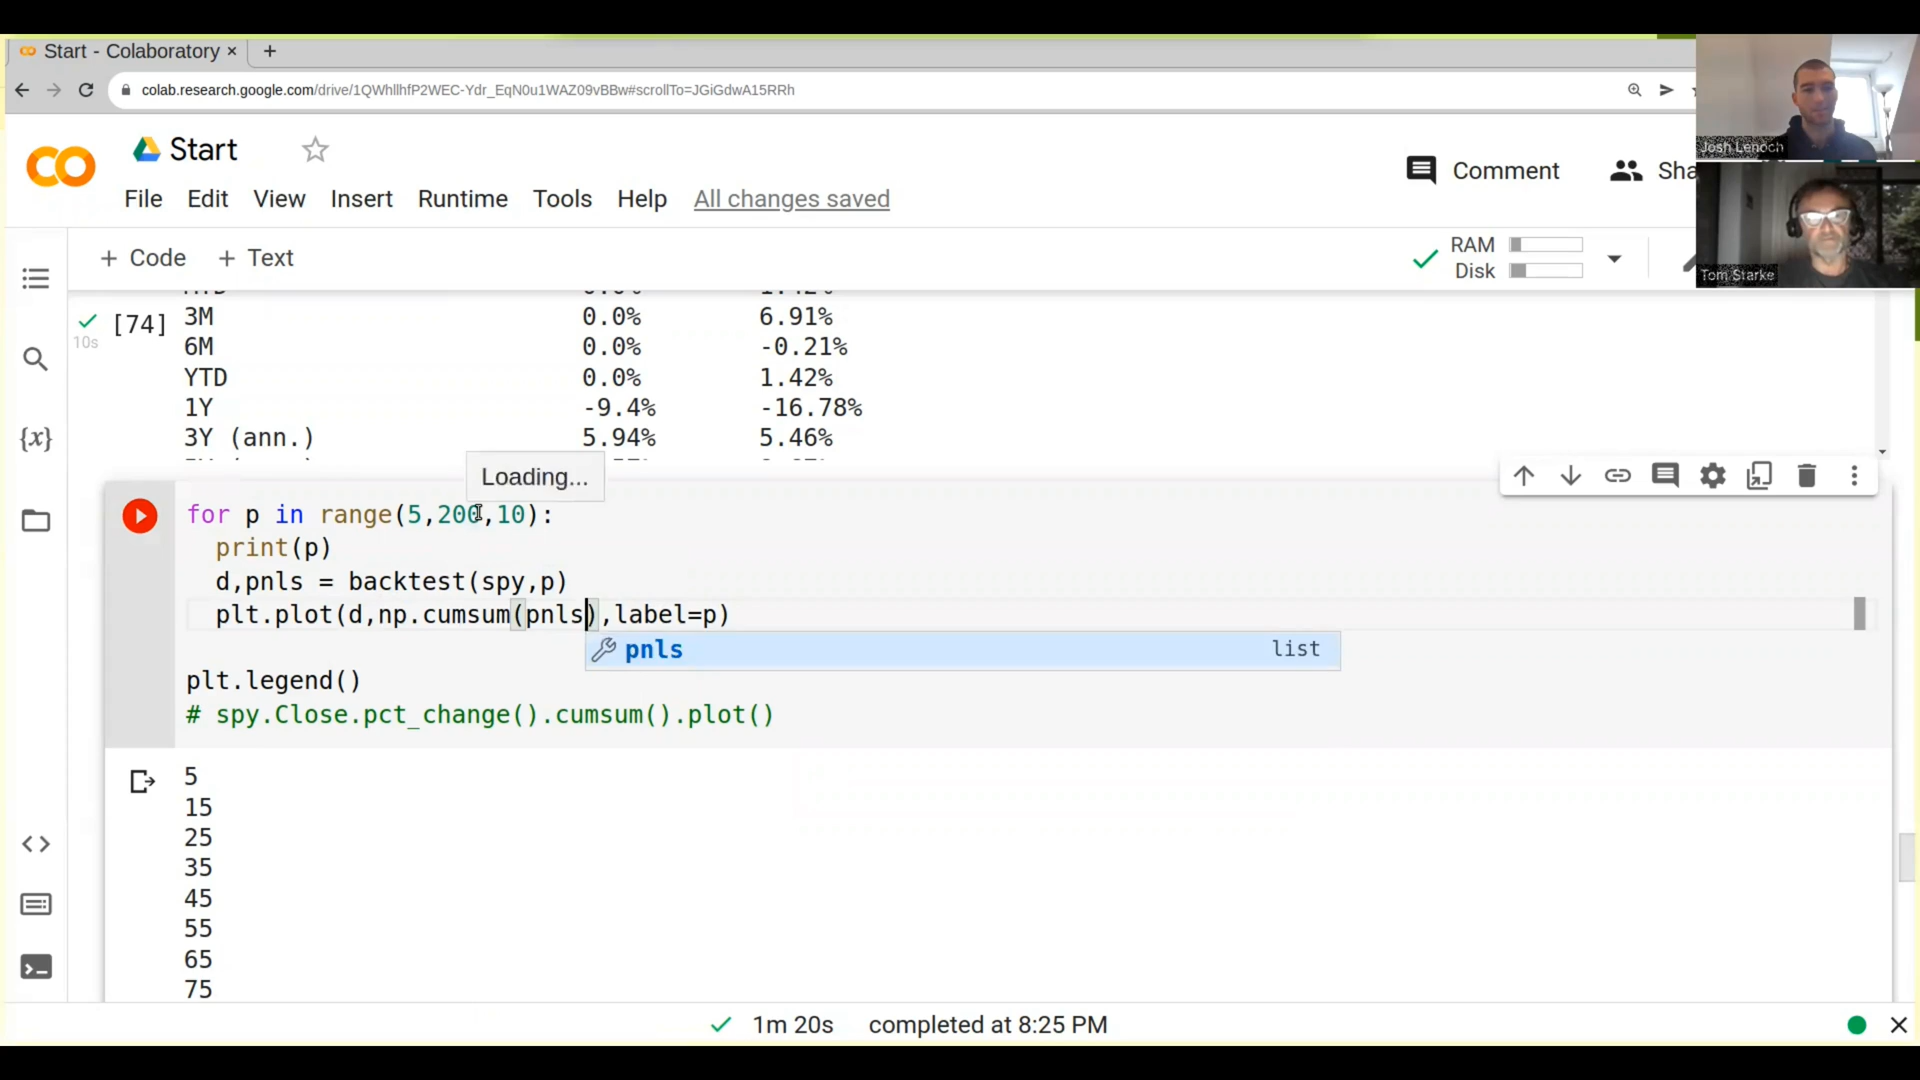 Start - Colaboratory
colab.research.google.com/drive/1QWhllhfP2WEC-Ydr_EqN0u1WAZ09vBBw#scrollTo=JGiGdwA15RRh
Josh Lenoch
Start
Comment
Sha
File Edit View Insert Runtime Tools Help All changes saved
+ Code + Text
RAM
Disk
Tom Starke
[74]
10s
3M 0.0% 6.91%
6M 0.0% -0.21%
YTD 0.0% 1.42%
1Y -9.4% -16.78%
3Y (ann.) 5.94% 5.46%
Loading...
for p in range(5,200,10):
print(p)
d,pnls = backtest(spy,p)
plt.plot(d,np.cumsum(pnls),label=p)
pnls list
plt.legend()
# spy.Close.pct_change().cumsum().plot()
5
15
25
35
45
55
65
75
1m 20s completed at 8:25 PM